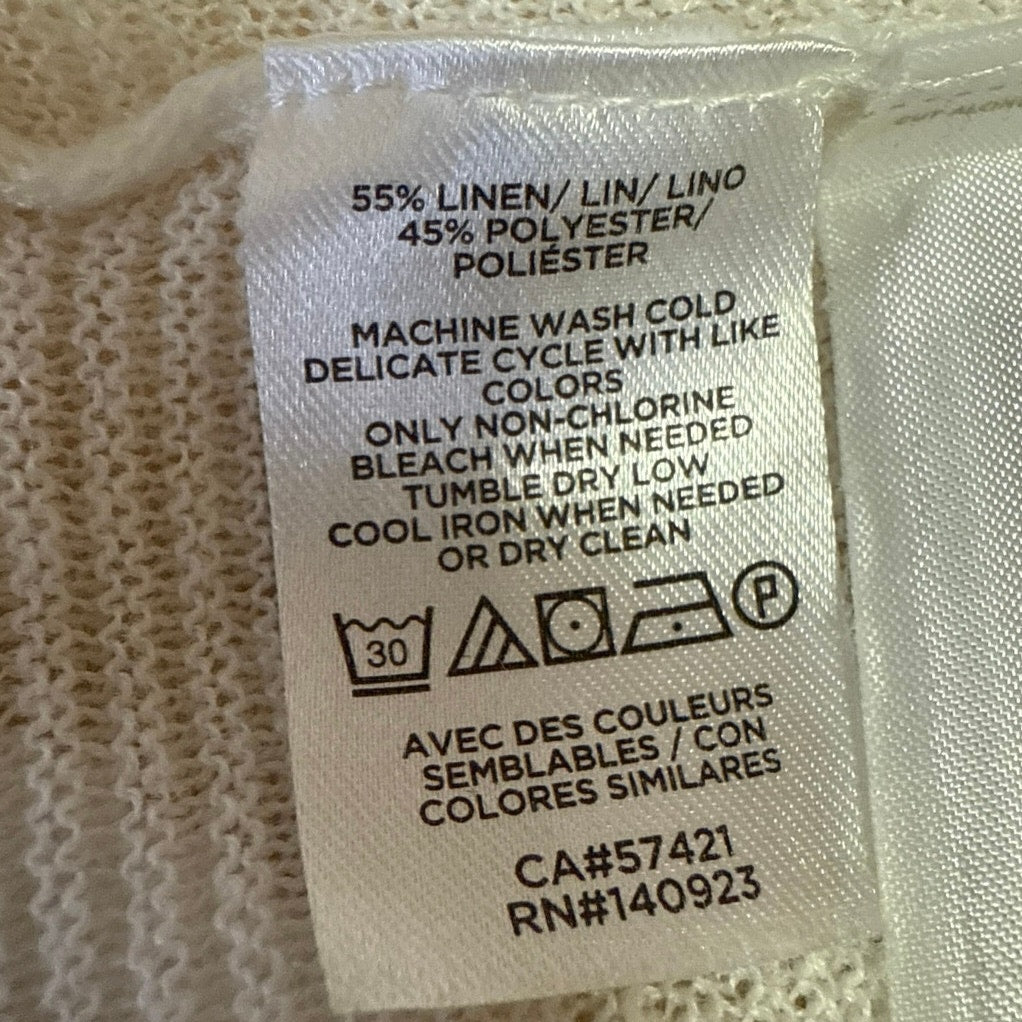 55% LINEN/ LIN/ LINO
45% POLYESTER/
POLIÉSTER
MACHINE WASH COLD
DELICATE CYCLE WITH LIKE
COLORS
ONLY NON-CHLORINE
BLEACH WHEN NEEDED
TUMBLE DRY LOW
COOL IRON WHEN NEEDED
OR DRY CLEAN
30 P
AVEC DES COULEURS
SEMBLABLES / CON
COLORES SIMILARES
CA#57421
RN#140923